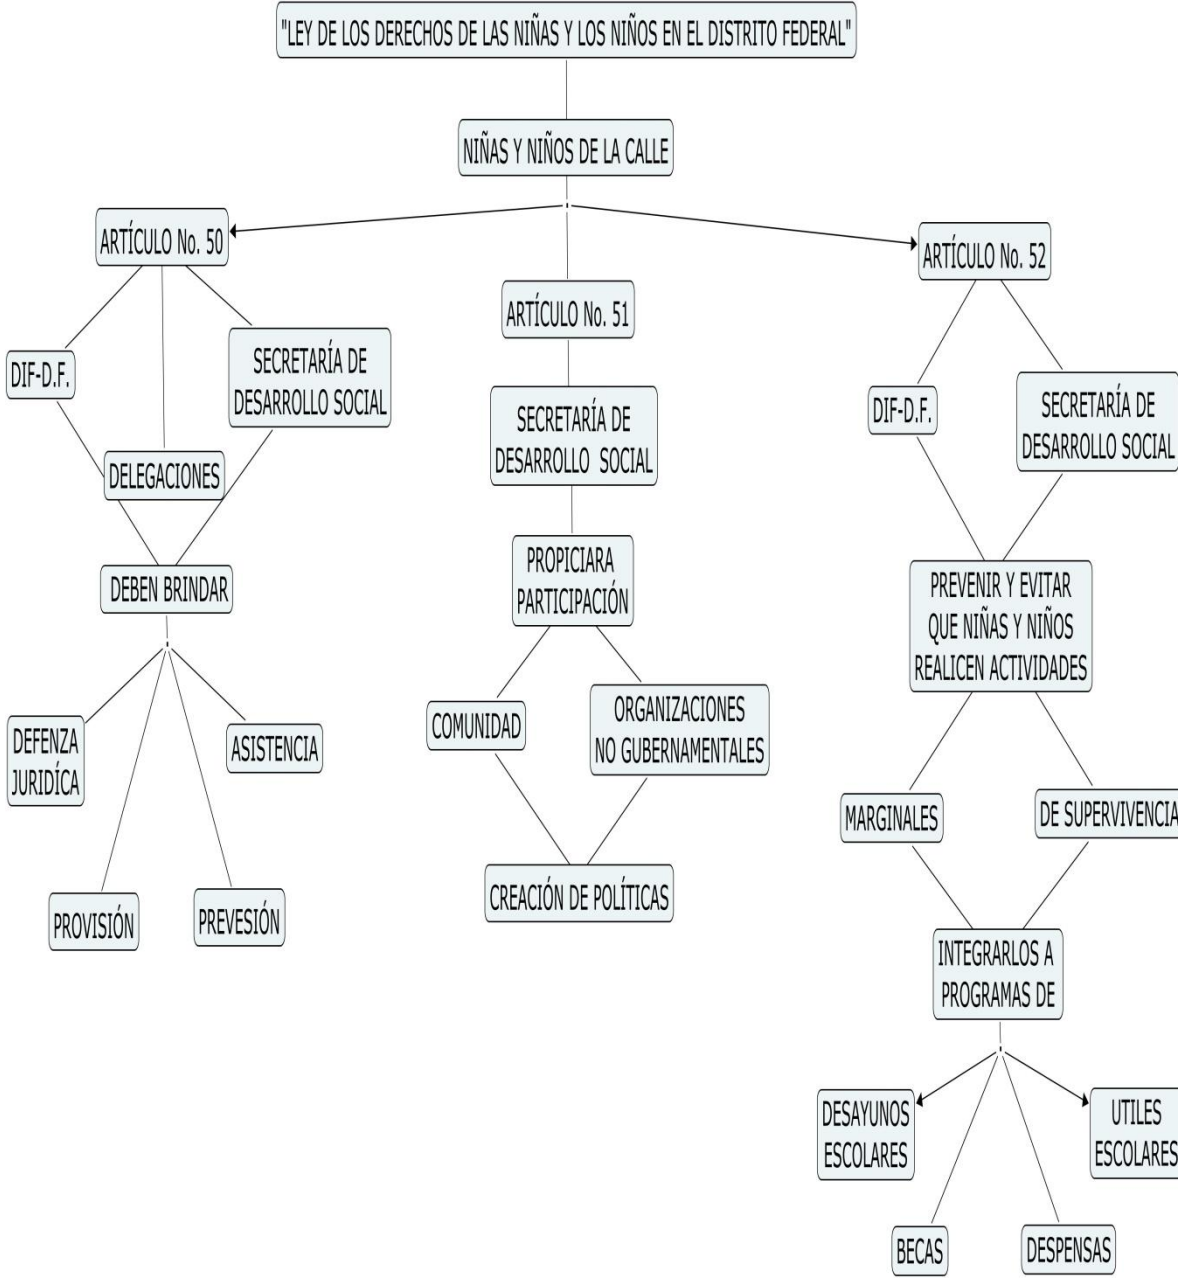 "LEY DE LOS DERECHOS DE LAS NIÑAS Y LOS NIÑOS EN EL DISTRITO FEDERAL"
NIÑAS Y NIÑOS DE LA CALLE
ARTÍCULO No. 50
DIF-D.F.
DELEGACIONES
SECRETARÍA DE
DESARROLLO SOCIAL
DEBEN BRINDAR
DEFENZA
JURIDÍCA
PROVISIÓN
PREVESIÓN
ASISTENCIA
ARTÍCULO No. 51
SECRETARÍA DE
DESARROLLO SOCIAL
PROPICIARA
PARTICIPACIÓN
COMUNIDAD
ORGANIZACIONES
NO GUBERNAMENTALES
CREACIÓN DE POLÍTICAS
ARTÍCULO No. 52
DIF-D.F.
SECRETARÍA DE
DESARROLLO SOCIAL
PREVENIR Y EVITAR
QUE NIÑAS Y NIÑOS
REALICEN ACTIVIDADES
MARGINALES
DE SUPERVIVENCIA
INTEGRARLOS A
PROGRAMAS DE
DESAYUNOS
ESCOLARES
BECAS
DESPENSAS
UTILES
ESCOLARES